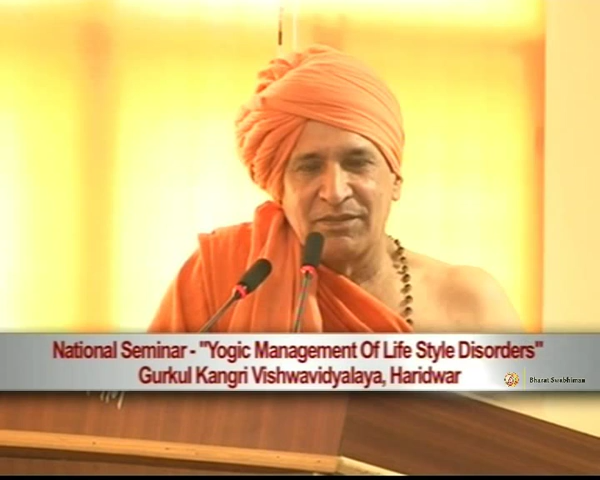 National Seminar - "Yogic Management Of Life Style Disorders"
Gurkul Kangri Vishwavidyalaya, Haridwar
Bharat Swabhiman